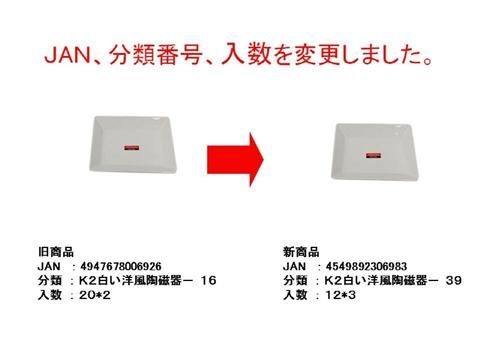 JAN、分類番号、入数を変更しました。
旧商品
JAN ：4947678006926
分類 ：K2白い洋風陶磁器ー 16
入数 ：20*2
新商品
JAN ：4549892306983
分類 ：K2白い洋風陶磁器ー 39
入数 ：12*3